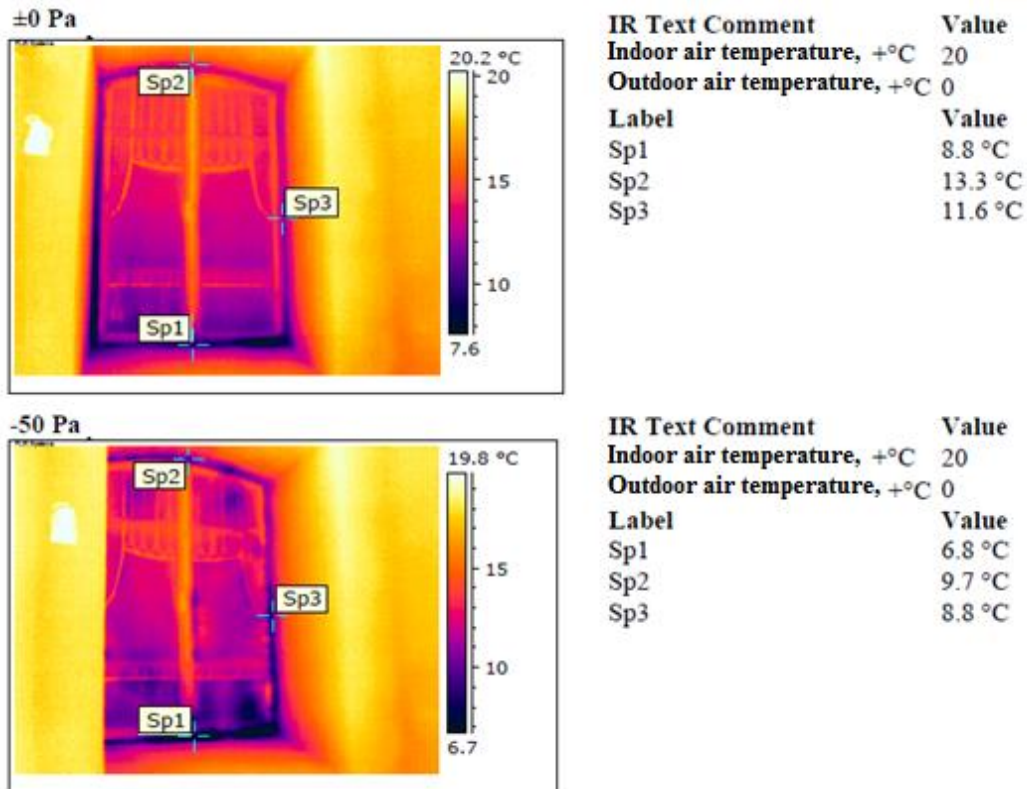 ±0 Pa
20.2 °C
20
15
10
7.6
Sp2
Sp3
Sp1
IR Text Comment Value
Indoor air temperature, +°C 20
Outdoor air temperature, +°C 0
Label Value
Sp1 8.8 °C
Sp2 13.3 °C
Sp3 11.6 °C
-50 Pa
19.8 °C
15
10
6.7
Sp2
Sp3
Sp1
IR Text Comment Value
Indoor air temperature, +°C 20
Outdoor air temperature, +°C 0
Label Value
Sp1 6.8 °C
Sp2 9.7 °C
Sp3 8.8 °C